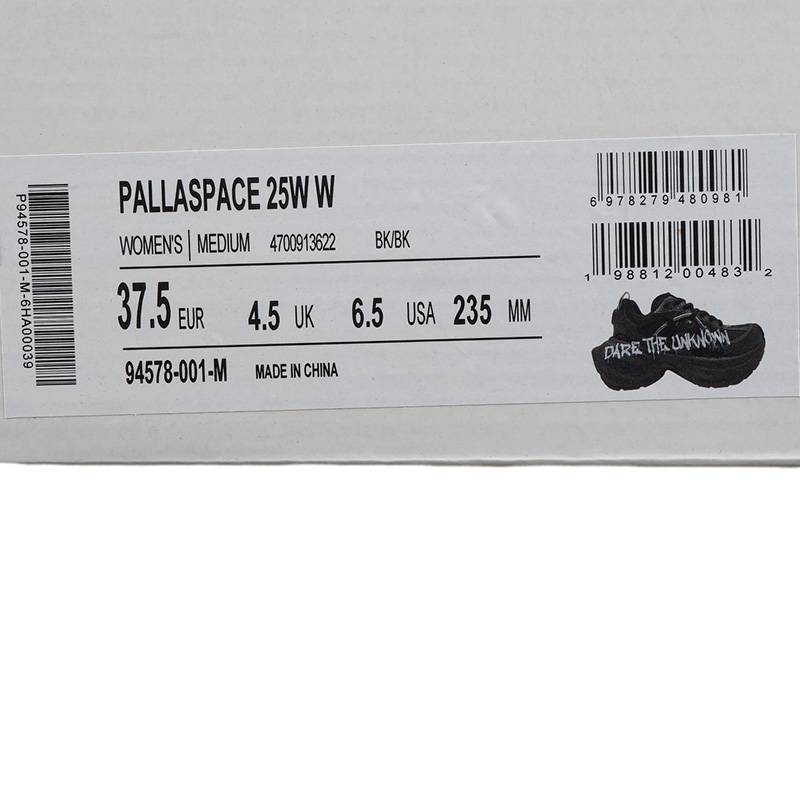 PALLASPACE 25W W
WOMEN'S | MEDIUM 4700913622 BK/BK
37.5 EUR 4.5 UK 6.5 USA 235 MM
94578-001-M MADE IN CHINA
P94578-001-M-6HA00039
6 978279 480981
1 98812 00483 2
DARE THE UNKNOWN